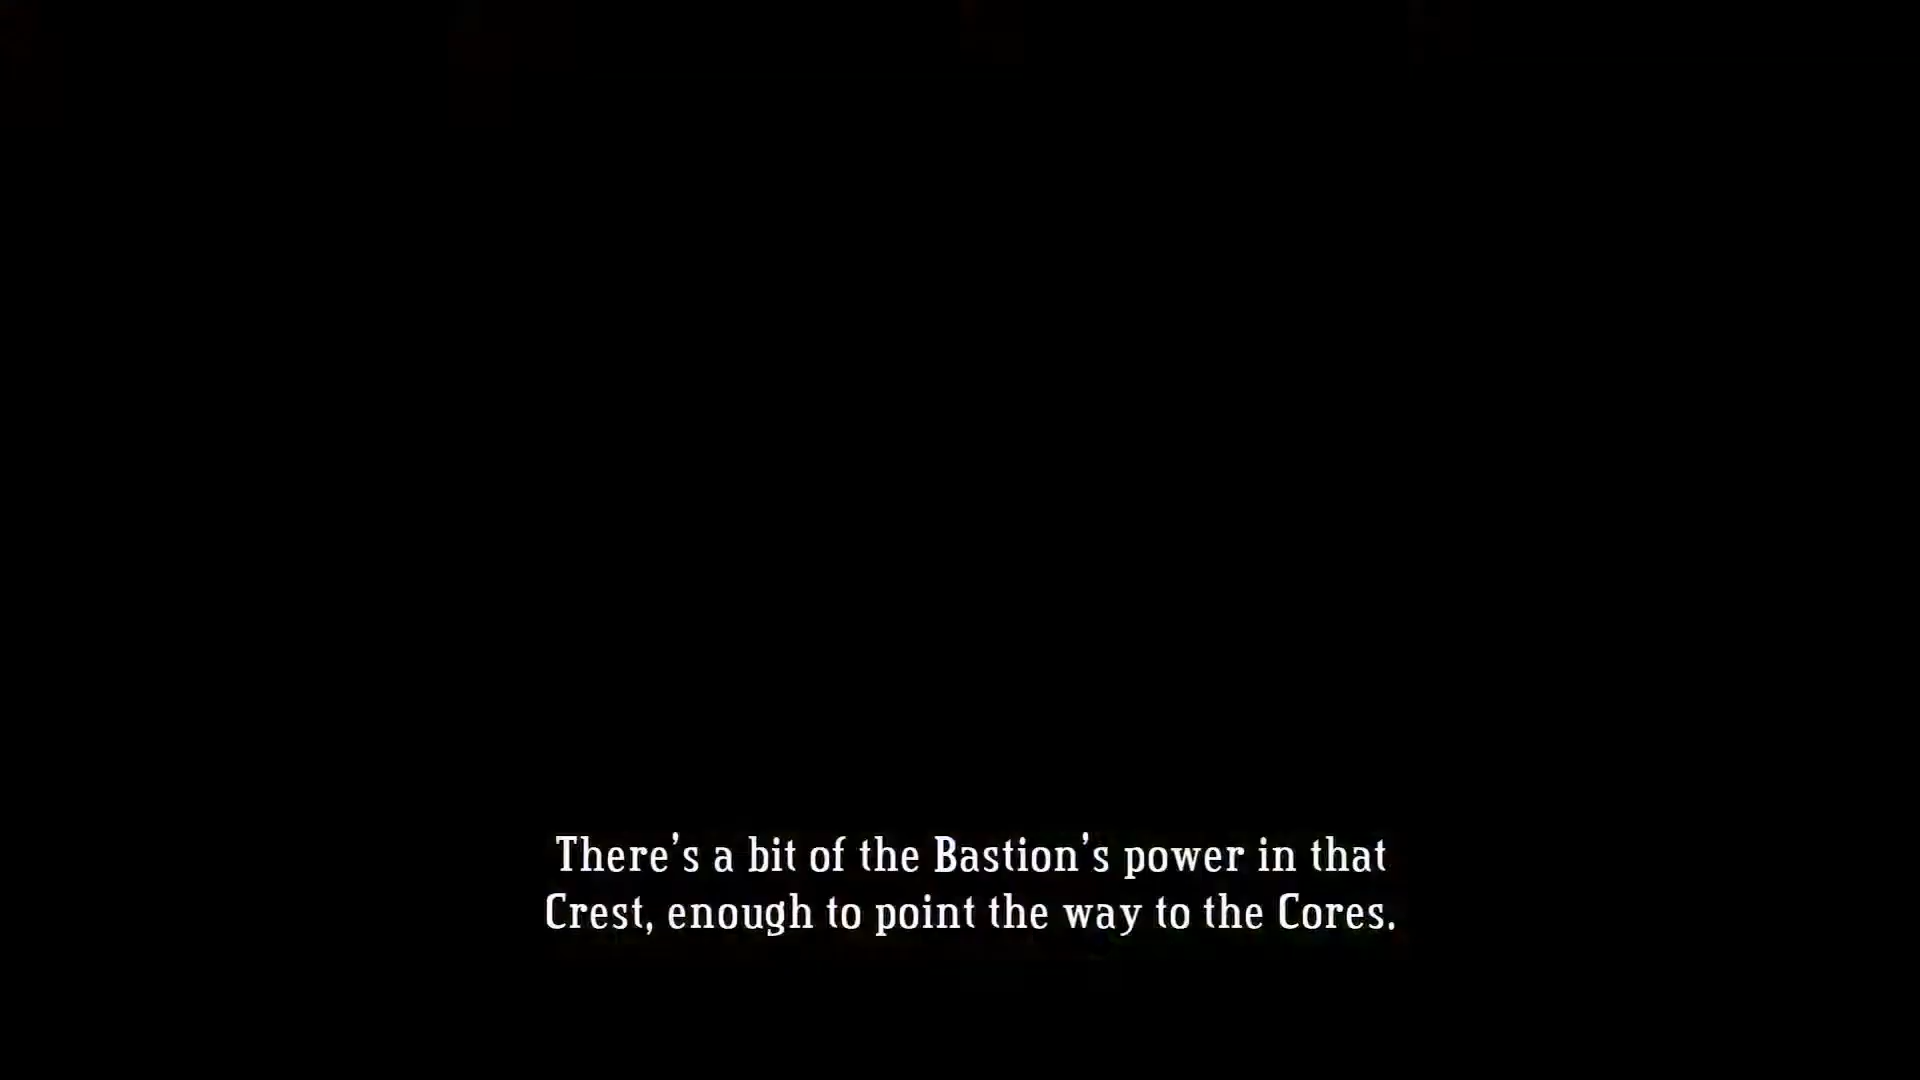 There's a bit of the Bastion's power in that
Crest, enough to point the way to the Cores.